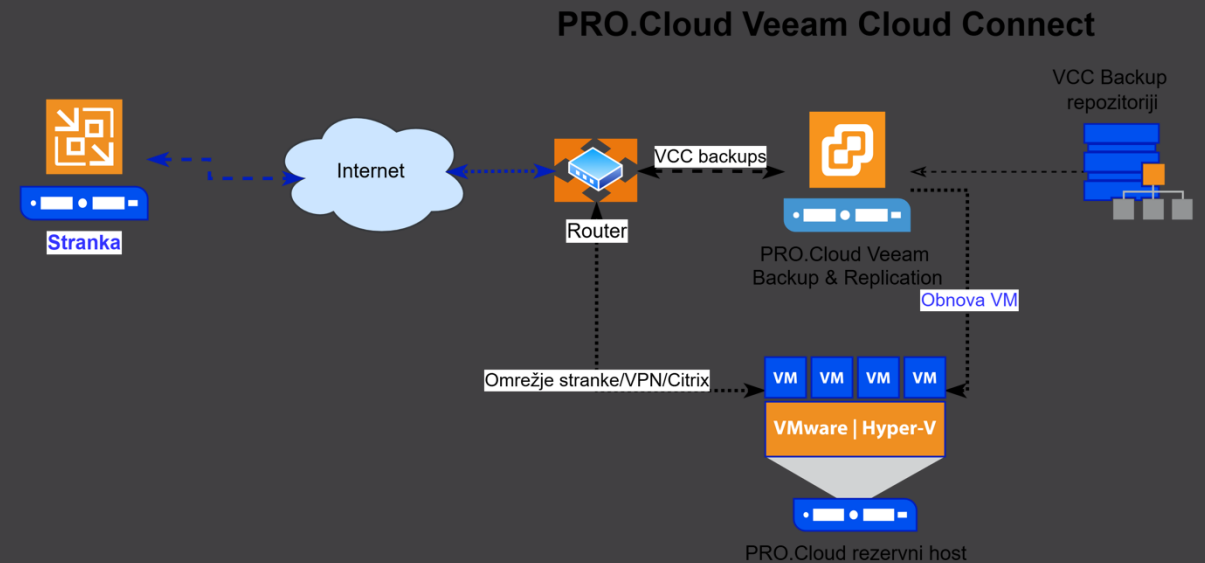 PRO.Cloud Veeam Cloud Connect
VCC Backup
repozitoriji
Internet
VCC backups
Router
Stranka
PRO.Cloud Veeam
Backup & Replication
Obnova VM
Omrežje stranke/VPN/Citrix
VM VM VM VM
VMware | Hyper-V
PRO.Cloud rezervni host